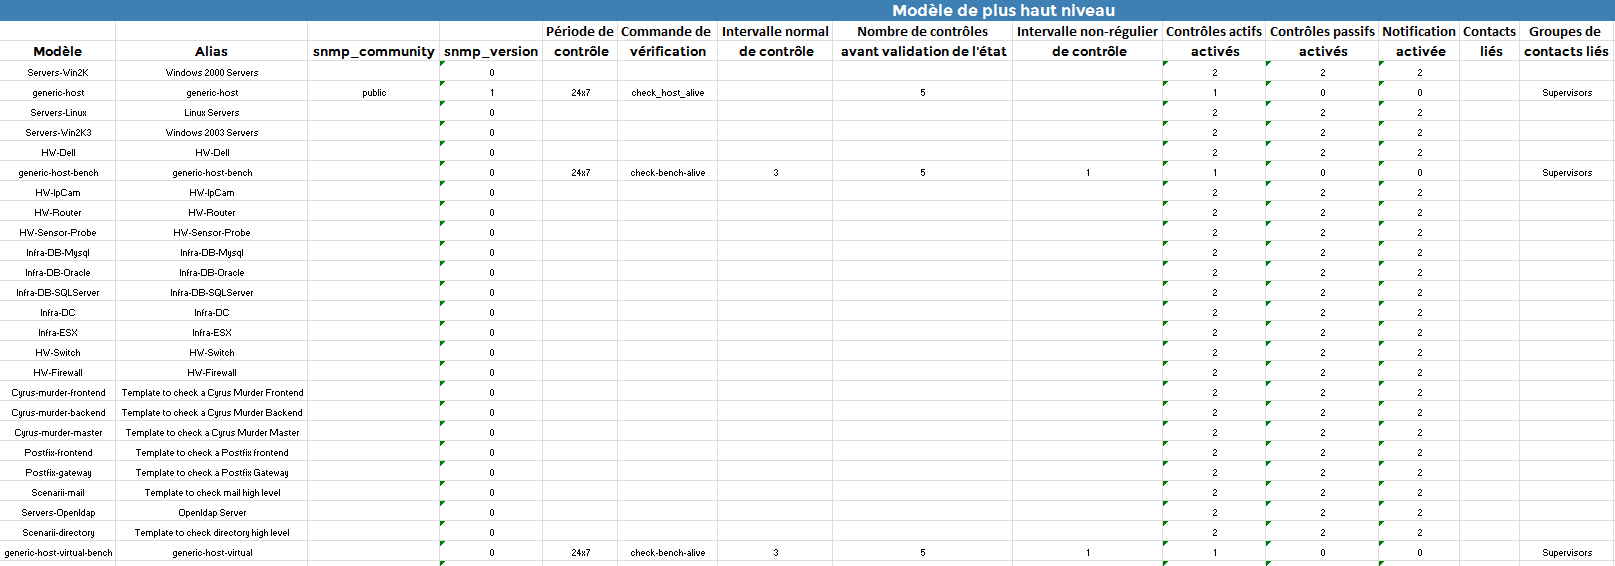 Modèle de plus haut niveau
Période de Commande de Intervalle normal Nombre de contrôles Intervalle non-régulier Contrôles actifs Contrôles passifs Notification Contacts Groupes de
Modèle Alias snmp_community snmp_version contrôle vérification de contrôle avant validation de l'état de contrôle activés activés activée liés contacts liés
Servers-Win2K Windows 2000 Servers 0 2 2 2
generic-host generic-host public 1 24x7 check_host_alive 5 1 0 0 Supervisors
Servers-Linux Linux Servers 0 2 2 2
Servers-Win2K3 Windows 2003 Servers 0 2 2 2
HW-Dell HW-Dell 0 2 2 2
generic-host-bench generic-host-bench 0 24x7 check-bench-alive 3 5 1 1 0 0 Supervisors
HW-IpCam HW-IpCam 0 2 2 2
HW-Router HW-Router 0 2 2 2
HW-Sensor-Probe HW-Sensor-Probe 0 2 2 2
Infra-DB-Mysql Infra-DB-Mysql 0 2 2 2
Infra-DB-Oracle Infra-DB-Oracle 0 2 2 2
Infra-DB-SQLServer Infra-DB-SQLServer 0 2 2 2
Infra-DC Infra-DC 0 2 2 2
Infra-ESX Infra-ESX 0 2 2 2
HW-Switch HW-Switch 0 2 2 2
HW-Firewall HW-Firewall 0 2 2 2
Cyrus-murder-frontend Template to check a Cyrus Murder Frontend 0 2 2 2
Cyrus-murder-backend Template to check a Cyrus Murder Backend 0 2 2 2
Cyrus-murder-master Template to check a Cyrus Murder Master 0 2 2 2
Postfix-frontend Template to check a Postfix frontend 0 2 2 2
Postfix-gateway Template to check a Postfix Gateway 0 2 2 2
Scenarii-mail Template to check mail high level 0 2 2 2
Servers-Openldap Openldap Server 0 2 2 2
Scenarii-directory Template to check directory high level 0 2 2 2
generic-host-virtual-bench generic-host-virtual 0 24x7 check-bench-alive 3 5 1 1 0 0 Supervisors